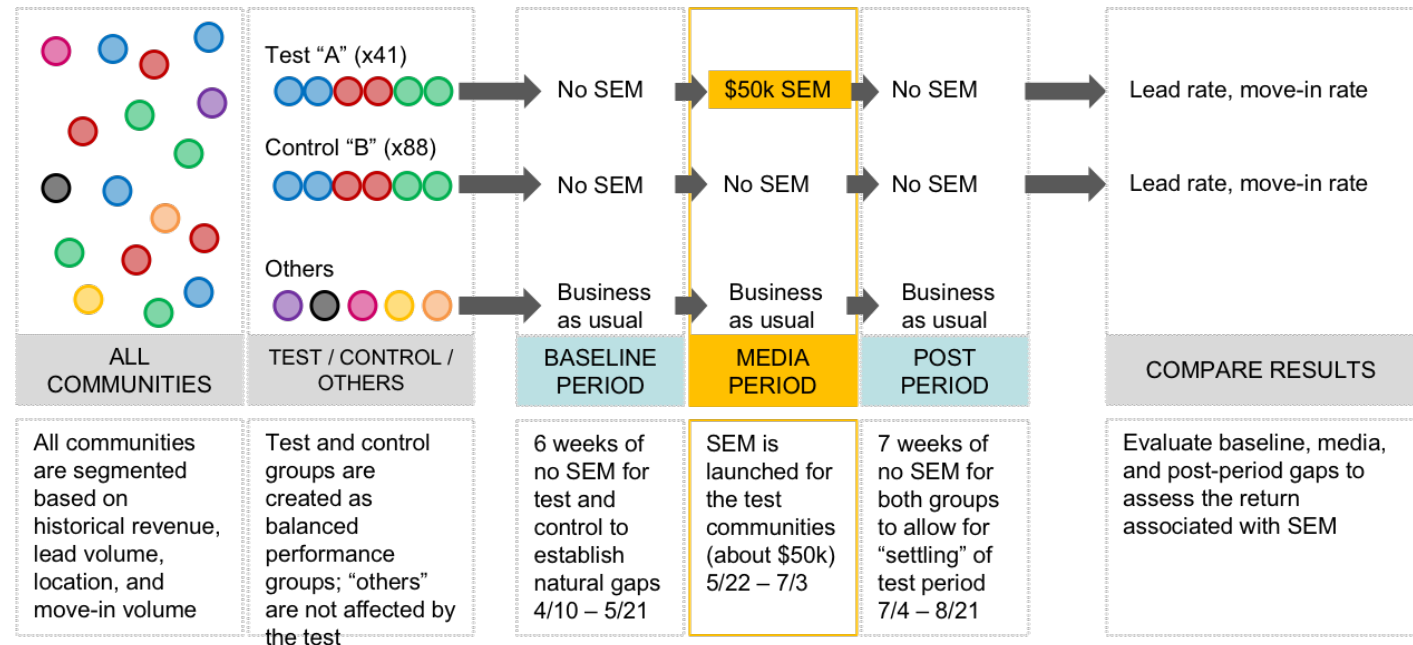 Test “A” (x41)
No SEM
$50k SEM
No SEM
Lead rate, move-in rate
Control “B” (x88)
No SEM
No SEM
No SEM
Lead rate, move-in rate
Others
Business
as usual
Business
as usual
Business
as usual
ALL
COMMUNITIES
TEST / CONTROL /
OTHERS
BASELINE
PERIOD
MEDIA
PERIOD
POST
PERIOD
COMPARE RESULTS
All communities
are segmented
based on
historical revenue,
lead volume,
location, and
move-in volume
Test and control
groups are
created as
balanced
performance
groups; “others”
are not affected by
the test
6 weeks of
no SEM for
test and
control to
establish
natural gaps
4/10 – 5/21
SEM is
launched for
the test
communities
(about $50k)
5/22 – 7/3
7 weeks of
no SEM for
both groups
to allow for
“settling” of
test period
7/4 – 8/21
Evaluate baseline, media,
and post-period gaps to
assess the return
associated with SEM